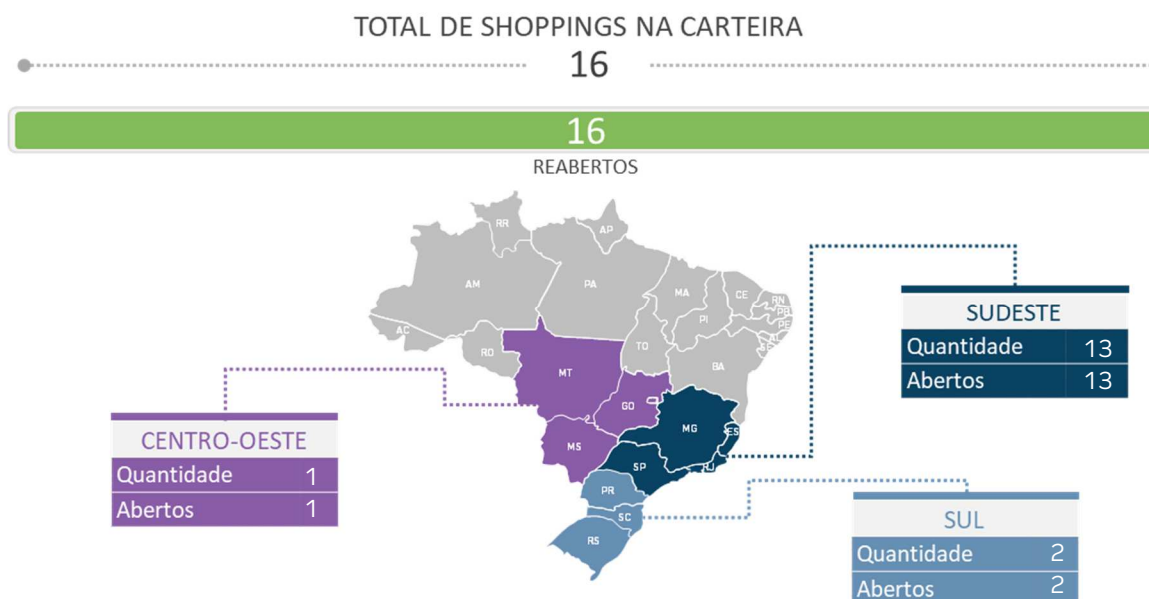 TOTAL DE SHOPPINGS NA CARTEIRA
16
16
REABERTOS
RR
AP
AM
PA
MA
CE
RN
PB
PE
AL
SE
PI
AC
RO
TO
BA
MT
GO
MG
ES
MS
SP
RJ
PR
SC
RS
SUDESTE
Quantidade 13
Abertos 13
CENTRO-OESTE
Quantidade 1
Abertos 1
SUL
Quantidade 2
Abertos 2